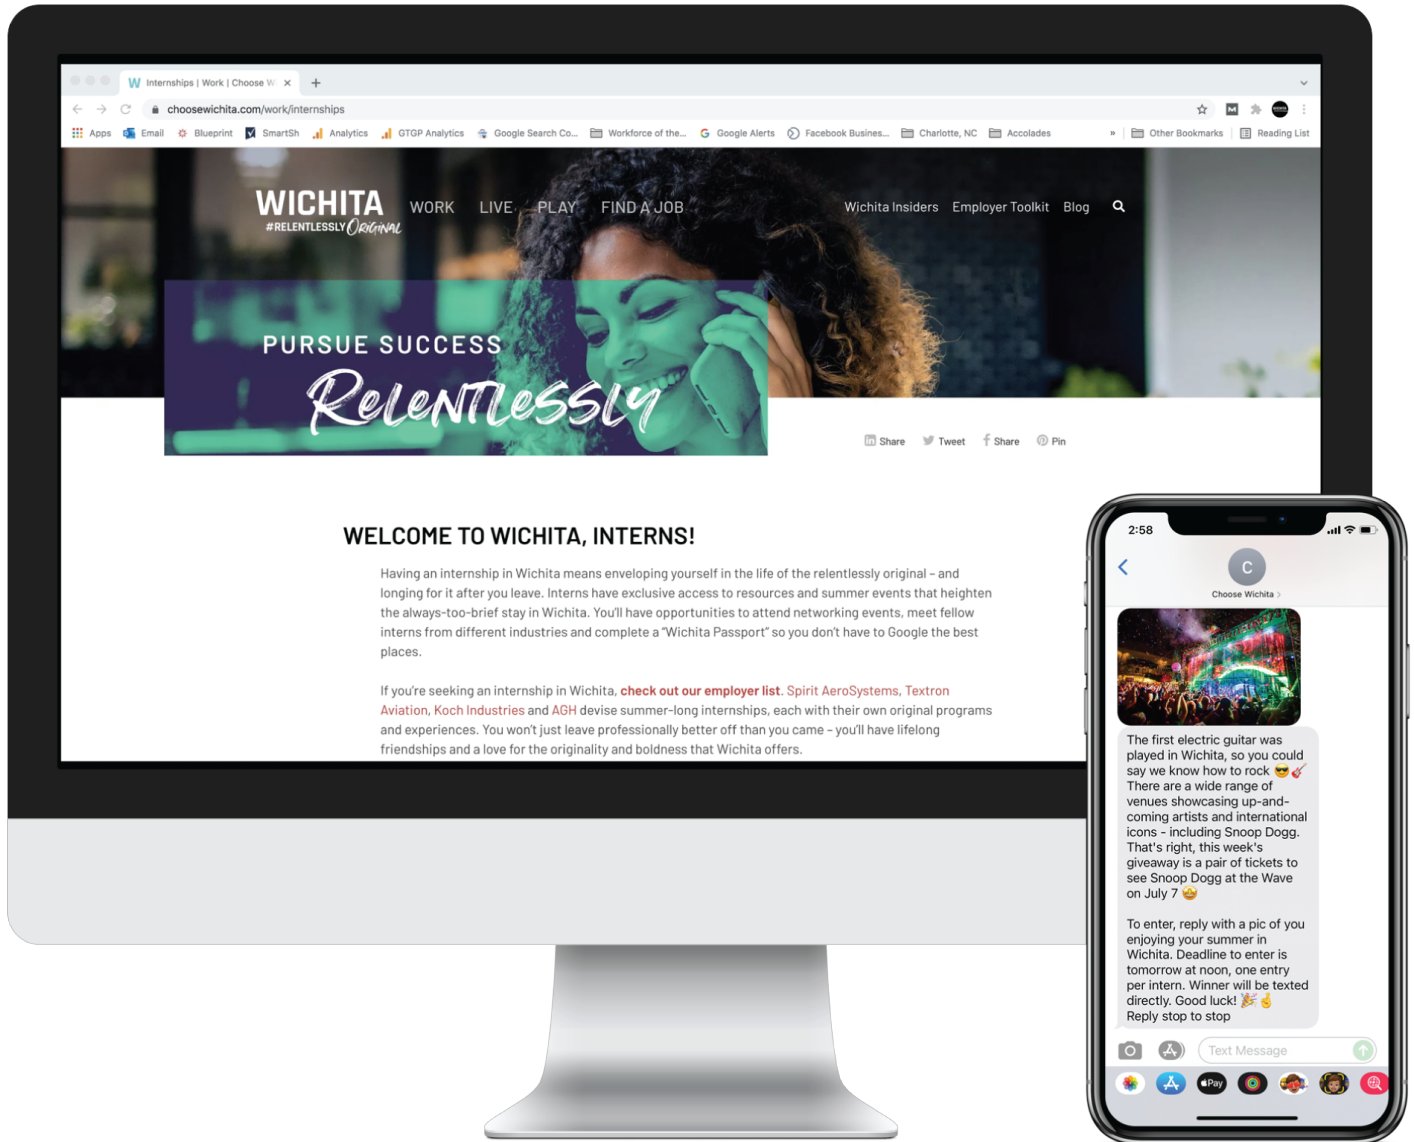 Internships | Work | Choose W
choosewichita.com/work/internships
Apps Email Blueprint SmartSh Analytics GTGP Analytics Google Search Co... Workforce of the... Google Alerts Facebook Busines... Charlotte, NC Accolades » Other Bookmarks Reading List
WICHITA WORK LIVE PLAY FIND A JOB Wichita Insiders Employer Toolkit Blog
#RELENTLESSLY ORIGINAL
PURSUE SUCCESS
RELENTLESSLY
Share Tweet Share Pin
WELCOME TO WICHITA, INTERNS!
Having an internship in Wichita means enveloping yourself in the life of the relentlessly original – and
longing for it after you leave. Interns have exclusive access to resources and summer events that heighten
the always-too-brief stay in Wichita. You'll have opportunities to attend networking events, meet fellow
interns from different industries and complete a "Wichita Passport" so you don't have to Google the best
places.
If you're seeking an internship in Wichita, check out our employer list. Spirit AeroSystems, Textron
Aviation, Koch Industries and AGH devise summer-long internships, each with their own original programs
and experiences. You won't just leave professionally better off than you came – you'll have lifelong
friendships and a love for the originality and boldness that Wichita offers.
2:58
C
Choose Wichita
The first electric guitar was
played in Wichita, so you could
say we know how to rock 😎🎸
There are a wide range of
venues showcasing up-and-
coming artists and international
icons - including Snoop Dogg.
That's right, this week's
giveaway is a pair of tickets to
see Snoop Dogg at the Wave
on July 7 🤩
To enter, reply with a pic of you
enjoying your summer in
Wichita. Deadline to enter is
tomorrow at noon, one entry
per intern. Winner will be texted
directly. Good luck! 🎉🤞
Reply stop to stop
Text Message
Pay